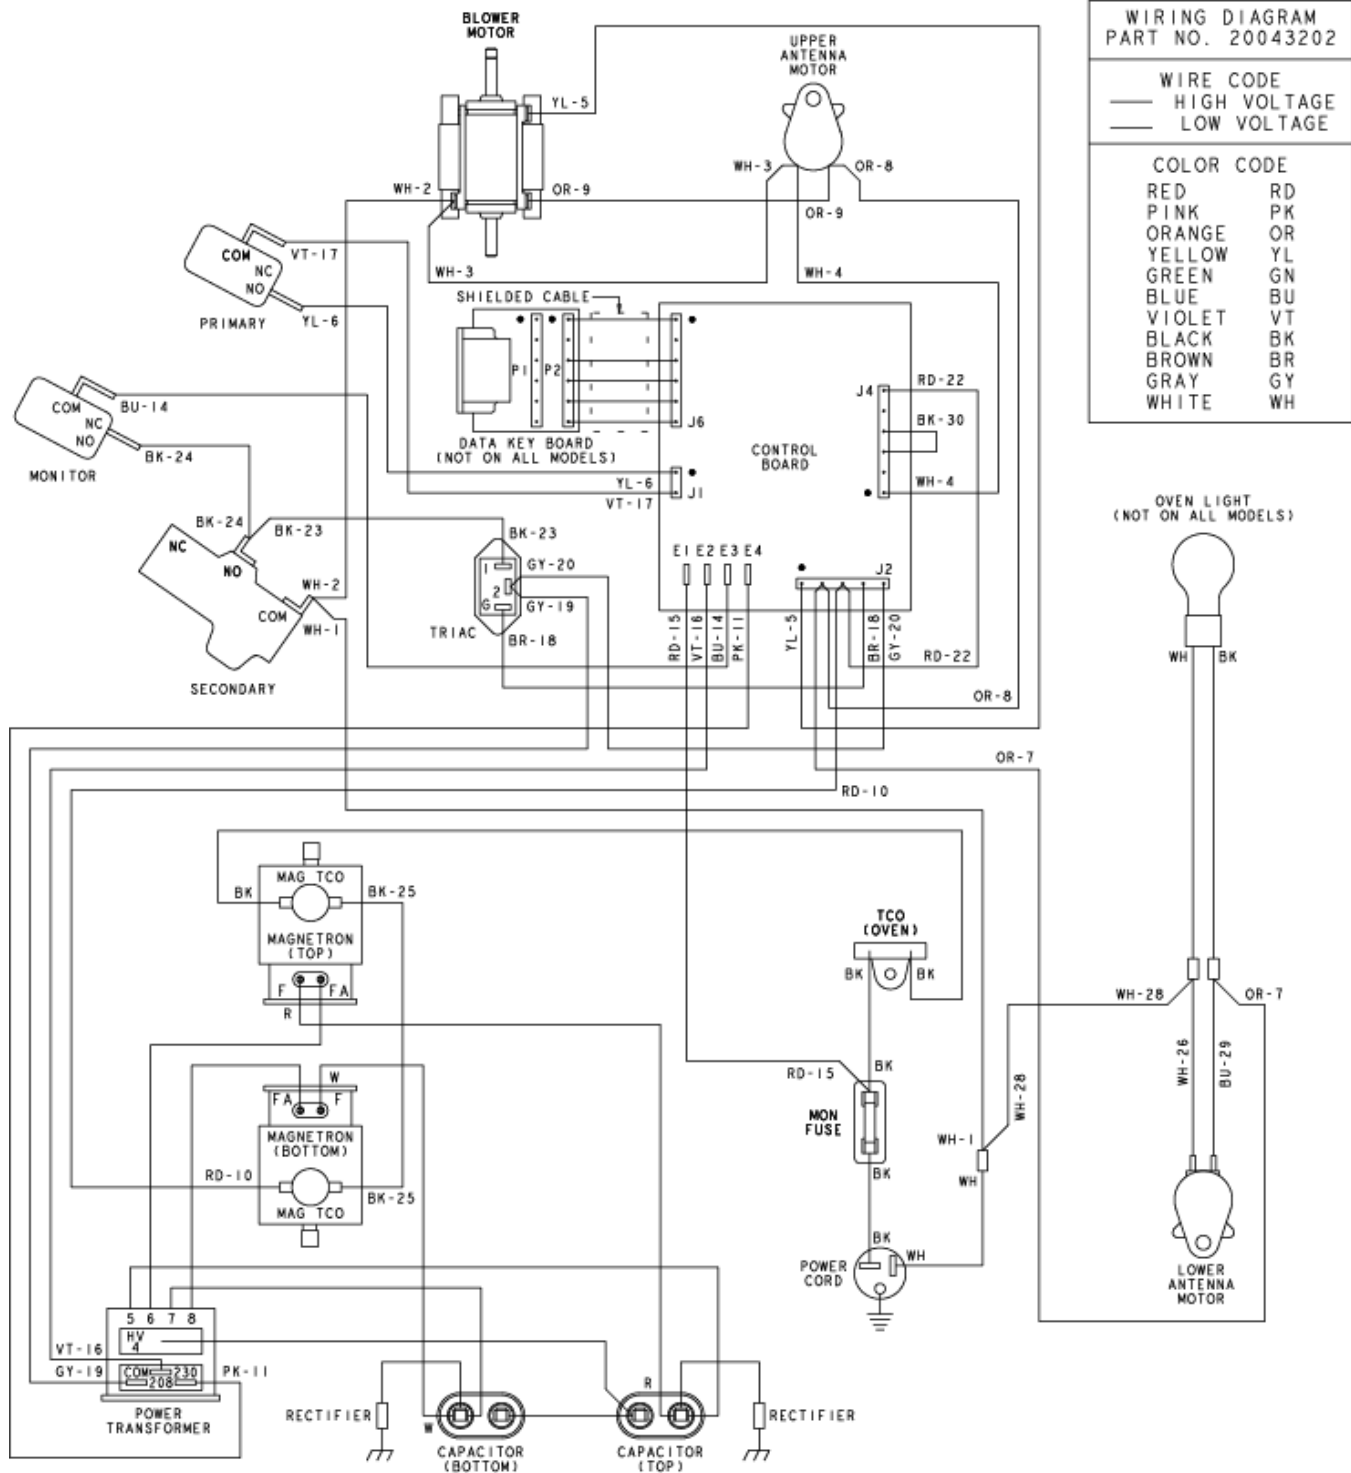 WIRING DIAGRAM
PART NO. 20043202
WIRE CODE
HIGH VOLTAGE
LOW VOLTAGE
COLOR CODE
RED RD
PINK PK
ORANGE OR
YELLOW YL
GREEN GN
BLUE BU
VIOLET VT
BLACK BK
BROWN BR
GRAY GY
WHITE WH
BLOWER
MOTOR
YL-5
WH-2
OR-9
WH-3
UPPER
ANTENNA
MOTOR
WH-3
OR-8
OR-9
WH-4
COM
NC
NO
VT-17
YL-6
PRIMARY
SHIELDED CABLE
P1 P2
J6
DATA KEY BOARD
(NOT ON ALL MODELS)
YL-6
VT-17
J1
CONTROL
BOARD
J4
RD-22
BK-30
WH-4
COM
NC
NO
BU-14
BK-24
MONITOR
BK-24
BK-23
NC
NO
WH-2
COM
WH-1
SECONDARY
BK-23
GY-20
1
2
G
GY-19
TRIAC
BR-18
E1 E2 E3 E4
J2
RD-15
VT-16
BU-14
PK-11
YL-5
BR-18
GY-20
RD-22
OR-8
OR-7
RD-10
OVEN LIGHT
(NOT ON ALL MODELS)
WH BK
MAG TCO
BK
BK-25
MAGNETRON
(TOP)
F FA
R
W
FA F
MAGNETRON
(BOTTOM)
RD-10
BK-25
MAG TCO
TCO
(OVEN)
BK BK
RD-15
BK
MON
FUSE
BK
BK
POWER
CORD
WH
WH-1
WH
WH-28
WH-28
OR-7
WH-26
BU-29
LOWER
ANTENNA
MOTOR
5 6 7 8
HV
4
VT-16
COM 230
208
GY-19
PK-11
POWER
TRANSFORMER
RECTIFIER
W
CAPACITOR
(BOTTOM)
R
CAPACITOR
(TOP)
RECTIFIER